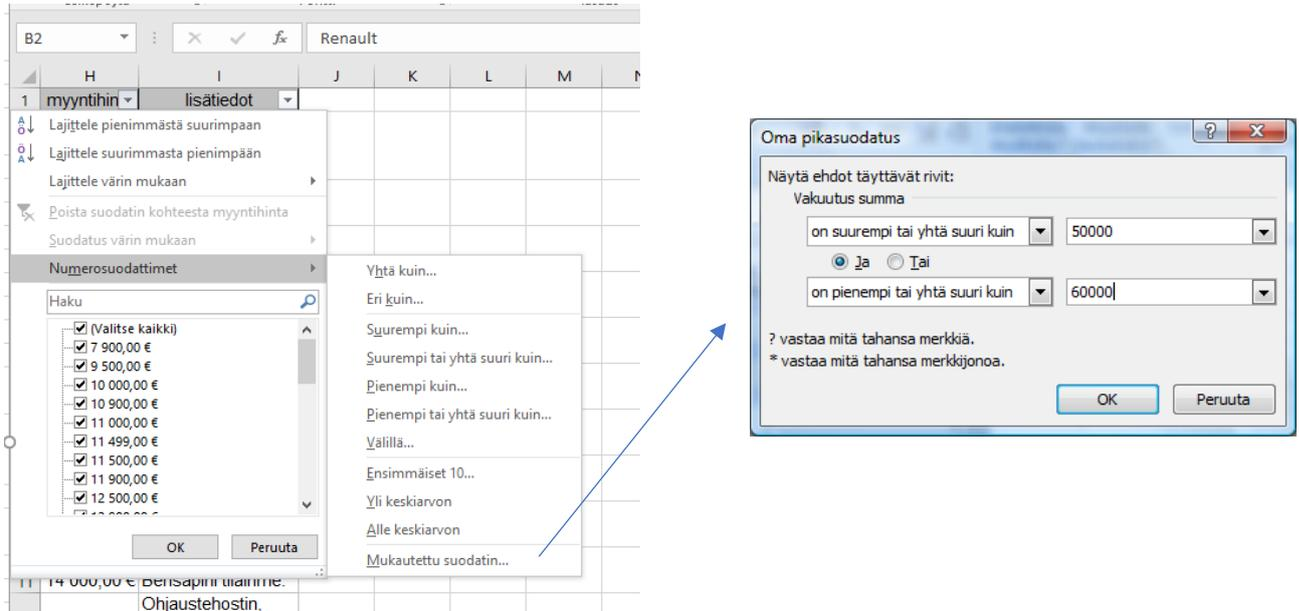 B2
fx
Renault
H I J K L M
1 myyntihin lisätiedot
Lajittele pienimmästä suurimpaan
Lajittele suurimmasta pienimpään
Lajittele värin mukaan
Poista suodatin kohteesta myyntihinta
Suodatus värin mukaan
Numerosuodattimet
Haku
(Valitse kaikki)
7 900,00 €
9 500,00 €
10 000,00 €
10 900,00 €
11 000,00 €
11 499,00 €
11 500,00 €
11 900,00 €
12 500,00 €
OK Peruuta
11 14 000,00 €
Ohjaustehostin,
Yhtä kuin...
Eri kuin...
Suurempi kuin...
Suurempi tai yhtä suuri kuin...
Pienempi kuin...
Pienempi tai yhtä suuri kuin...
Välillä...
Ensimmäiset 10...
Yli keskiarvon
Alle keskiarvon
Mukautettu suodatin...
Oma pikasuodatus
Näytä ehdot täyttävät rivit:
Vakuutus summa
on suurempi tai yhtä suuri kuin 50000
Ja Tai
on pienempi tai yhtä suuri kuin 60000
? vastaa mitä tahansa merkkiä.
* vastaa mitä tahansa merkkijonoa.
OK Peruuta